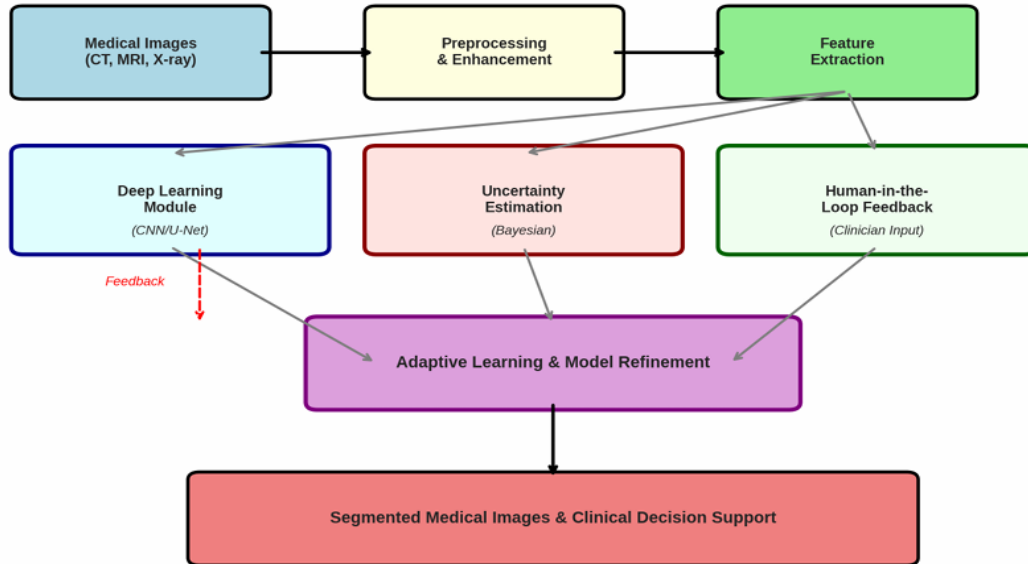 Medical Images
(CT, MRI, X-ray)
Preprocessing
& Enhancement
Feature
Extraction
Deep Learning
Module
(CNN/U-Net)
Uncertainty
Estimation
(Bayesian)
Human-in-the-
Loop Feedback
(Clinician Input)
Feedback
Adaptive Learning & Model Refinement
Segmented Medical Images & Clinical Decision Support